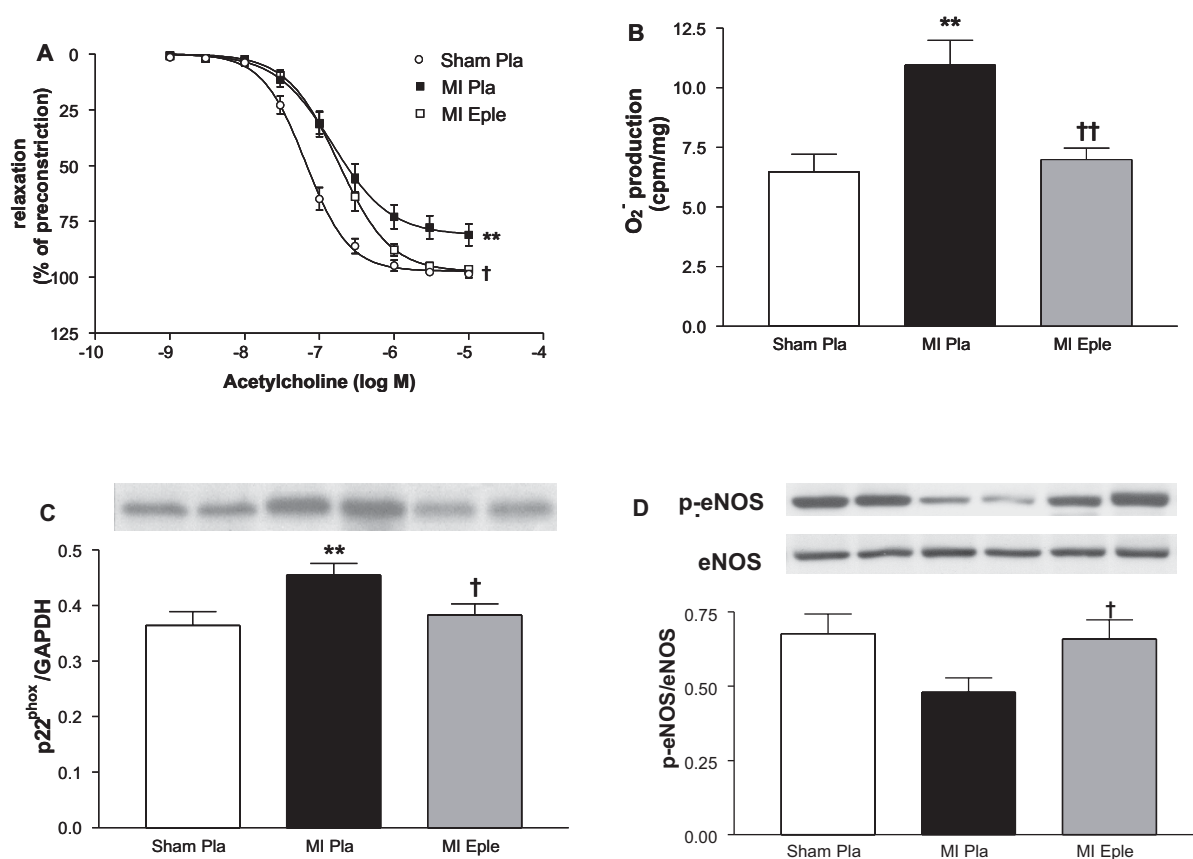 A
relaxation
(% of preconstriction)
0
25
50
75
100
125
-10
-9
-8
-7
-6
-5
-4
Acetylcholine (log M)
Sham Pla
MI Pla
MI Eple
**
†
B
O2- production
(cpm/mg)
12.5
10.0
7.5
5.0
2.5
0.0
**
††
Sham Pla
MI Pla
MI Eple
C
p22phox/GAPDH
0.5
0.4
0.3
0.2
0.1
0.0
**
†
Sham Pla
MI Pla
MI Eple
D
p-eNOS
eNOS
p-eNOS/eNOS
0.75
0.50
0.25
0.00
†
Sham Pla
MI Pla
MI Eple